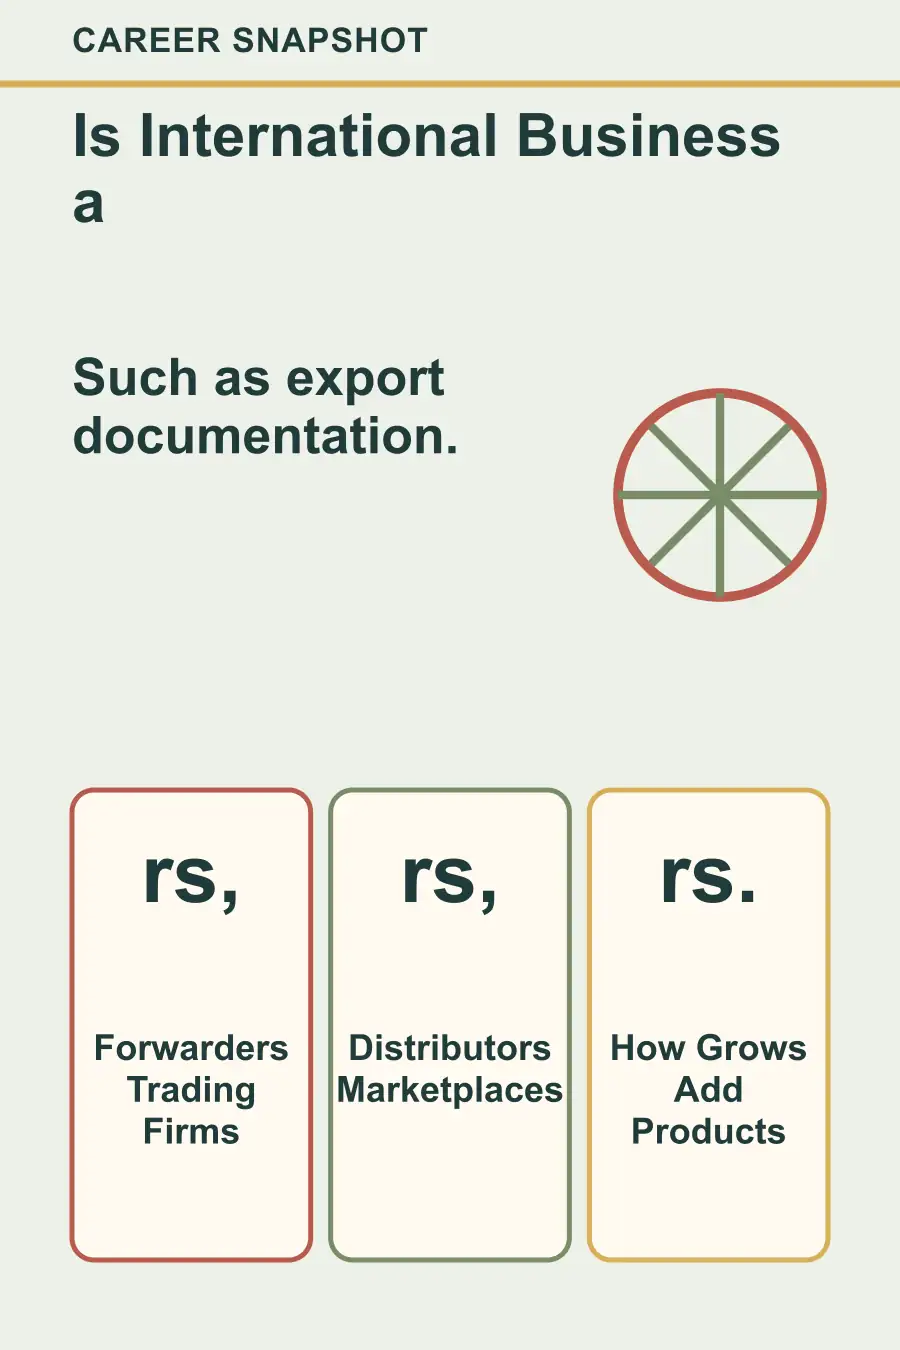 CAREER SNAPSHOT
Is International Business
a
Such as export
documentation.
rs,
Forwarders
Trading
Firms
rs,
Distributors
Marketplaces
rs.
How Grows
Add
Products